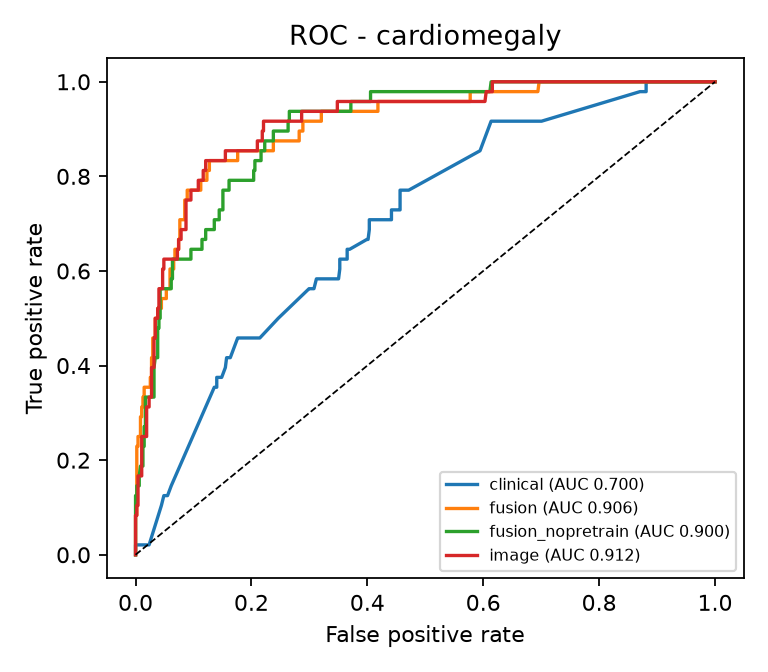 ROC - cardiomegaly
True positive rate
1.0
0.8
0.6
0.4
0.2
0.0
clinical (AUC 0.700)
fusion (AUC 0.906)
fusion_nopretrain (AUC 0.900)
image (AUC 0.912)
0.0 0.2 0.4 0.6 0.8 1.0
False positive rate